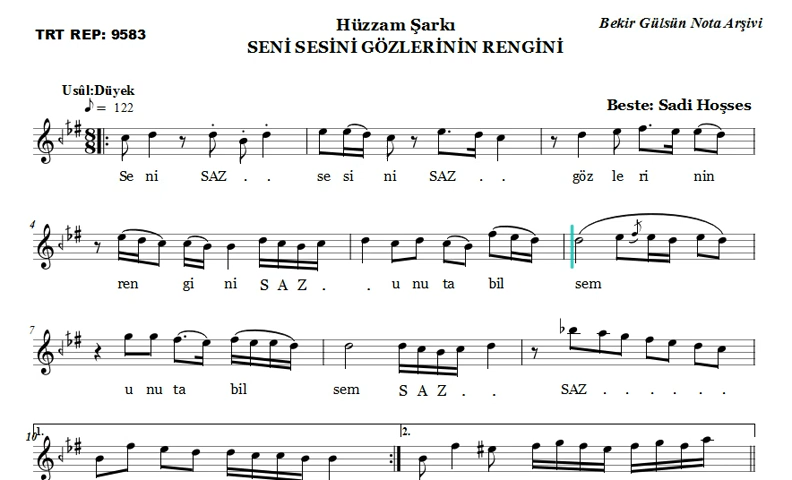 Hüzzam Şarkı
Bekir Gülsün Nota Arşivi
TRT REP: 9583
SENİ SESİNİ GÖZLERİNİN RENGİNİ
Usûl:Düyek
= 122
Beste: Sadi Hoşses
8
8
Se ni SAZ . . se si ni SAZ . . göz le ri nin
4
ren gi ni S A Z . . u nu ta bil sem
7
u nu ta bil sem S A Z . . SAZ . . . . .
10 1. 2.